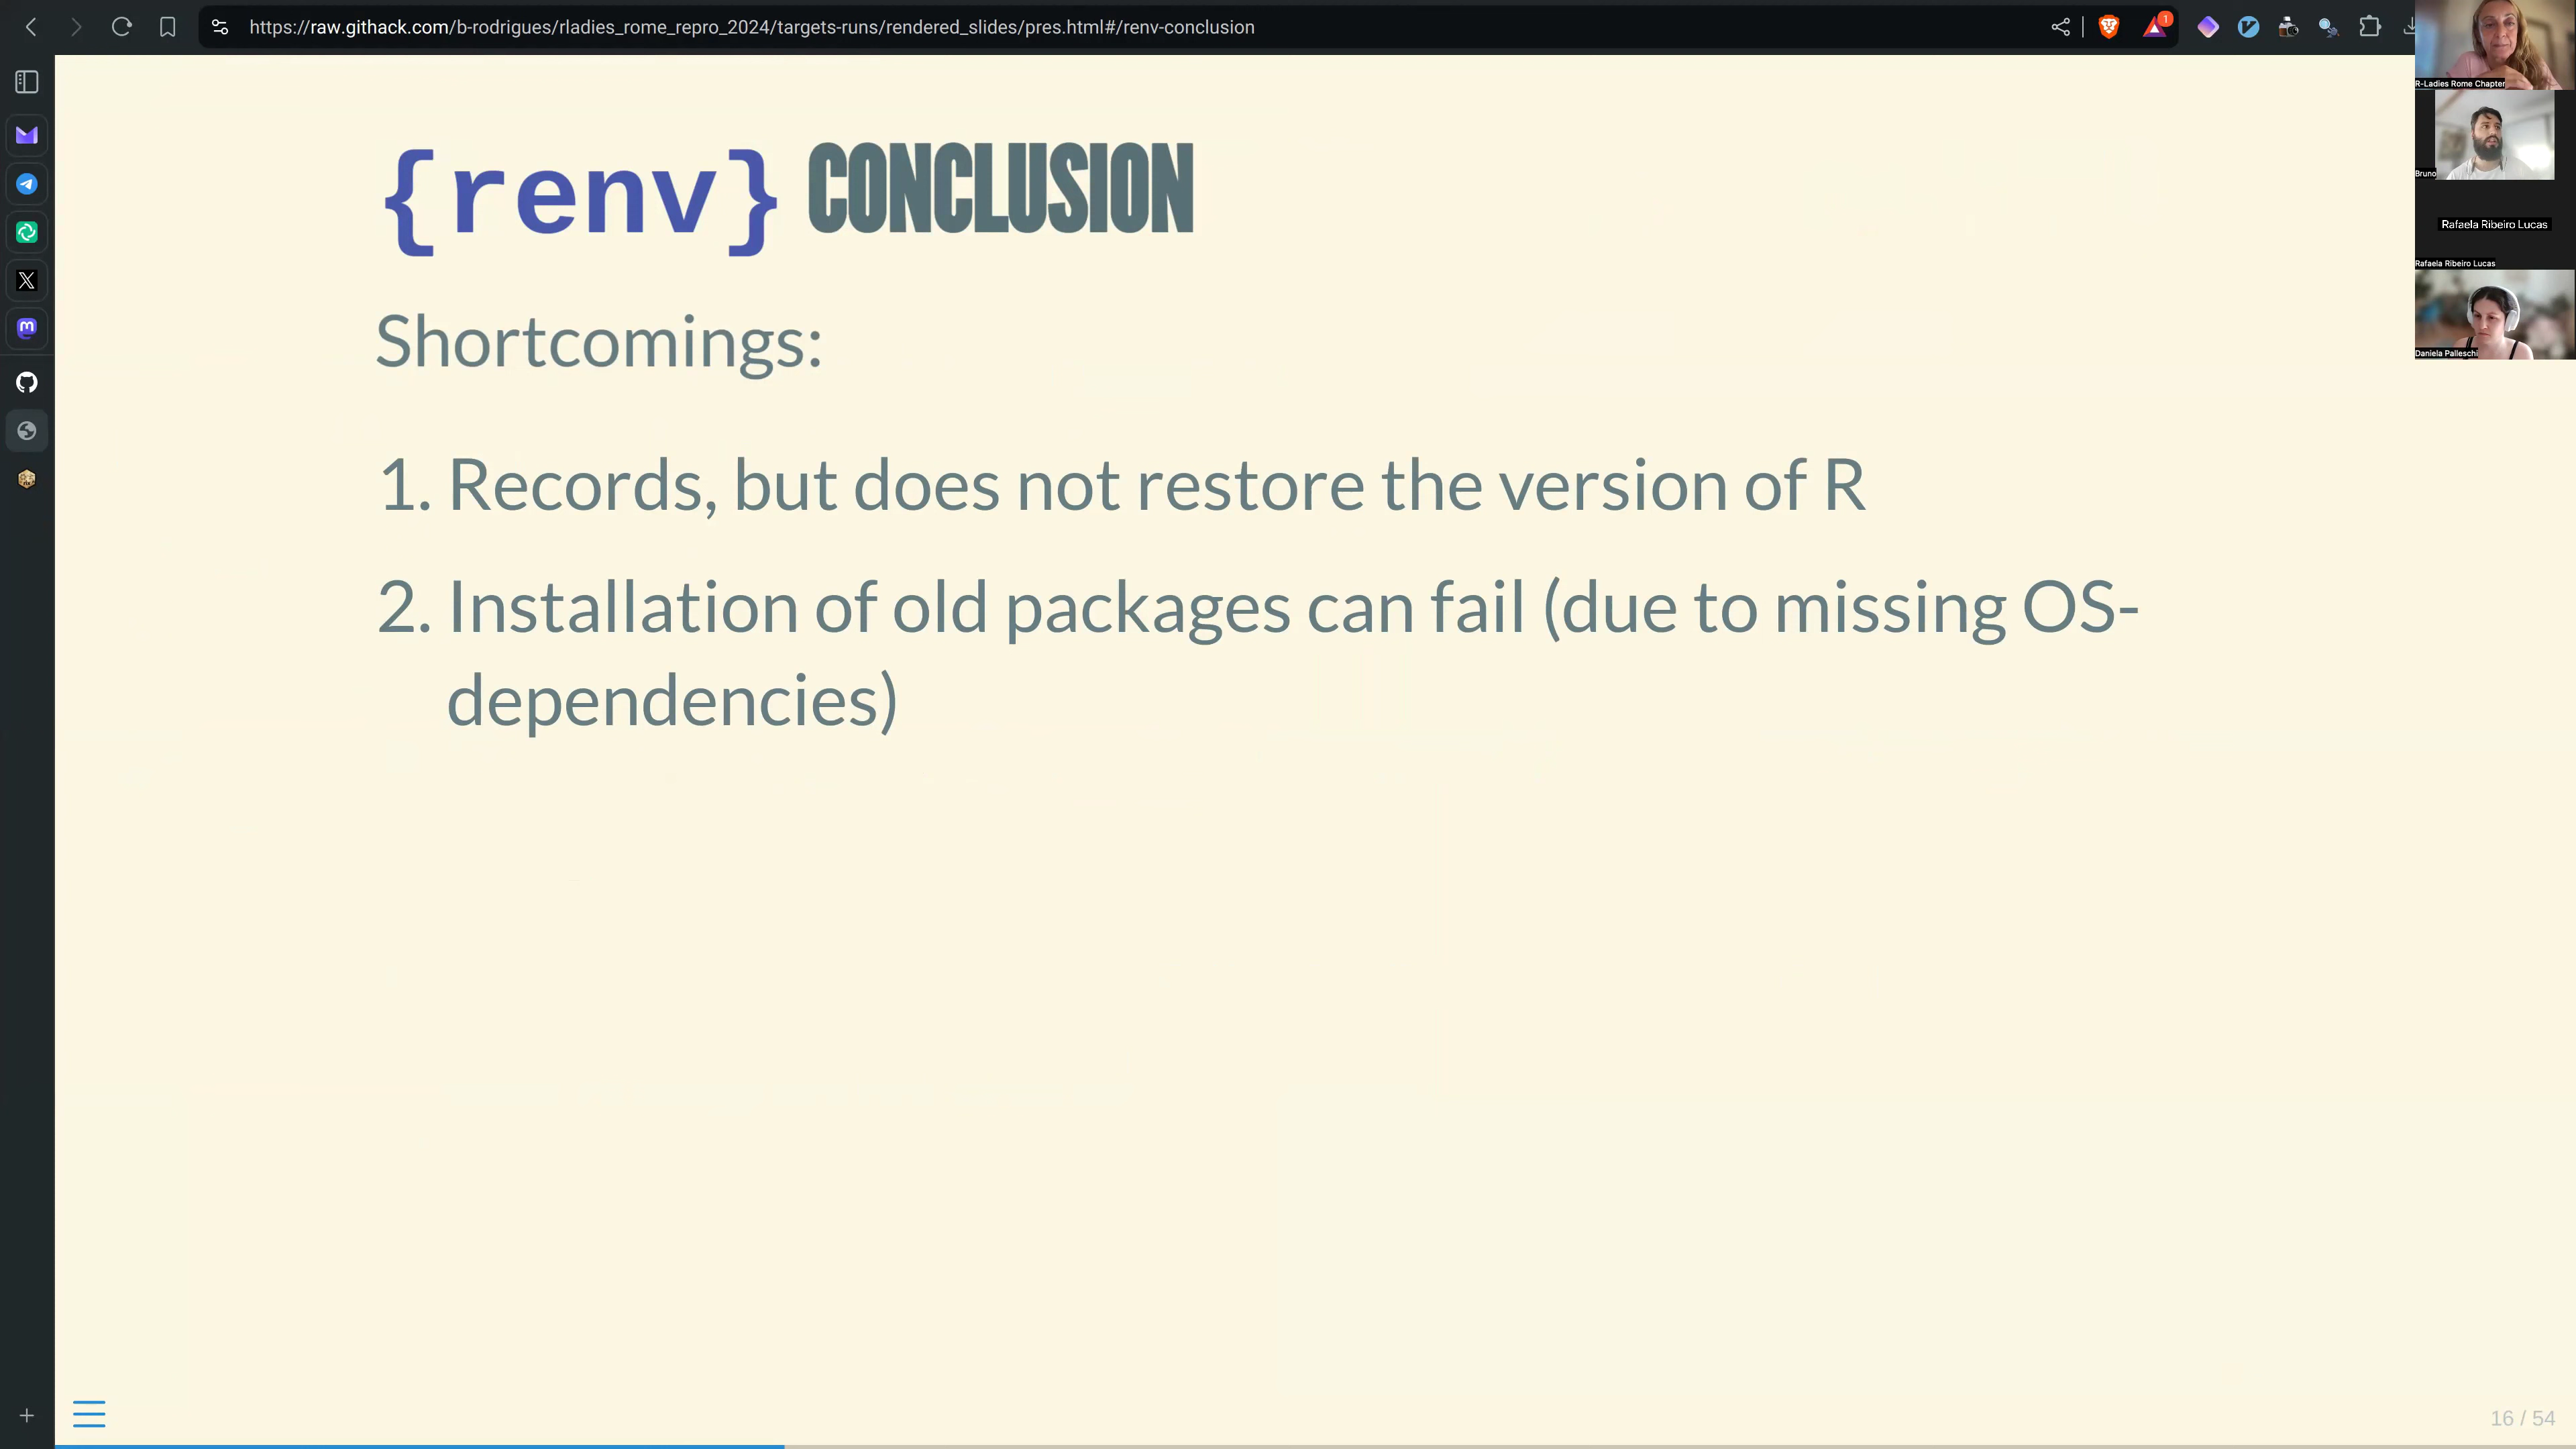 https://raw.githack.com/b-rodrigues/rladies_rome_repro_2024/targets-runs/rendered_slides/pres.html#/renv-conclusion
1
R-Ladies Rome Chapter
Bruno
Rafaela Ribeiro Lucas
Rafaela Ribeiro Lucas
Daniela Palleschi
{renv} CONCLUSION
Shortcomings:
1. Records, but does not restore the version of R
2. Installation of old packages can fail (due to missing OS-
dependencies)
16 / 54